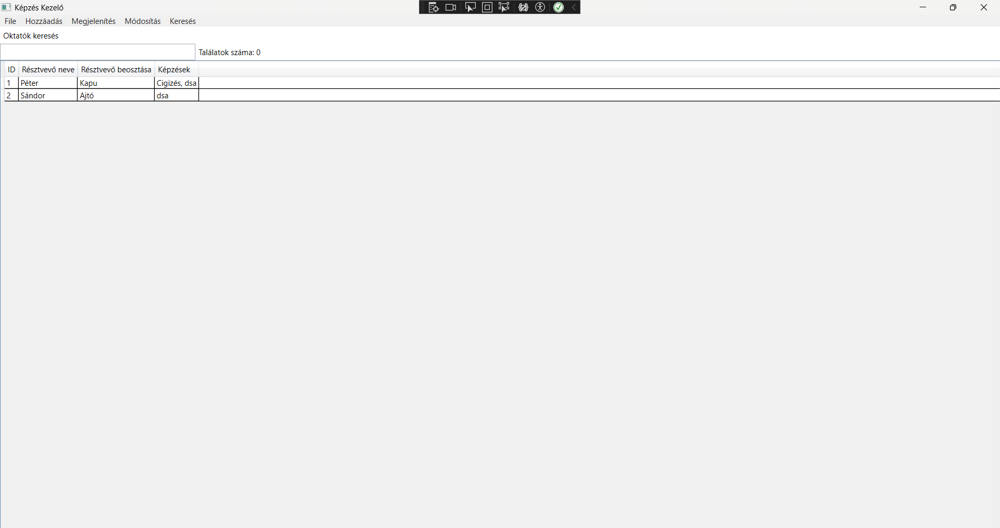 Képzés Kezelő
File Hozzáadás Megjelenítés Módosítás Keresés
Oktatók keresés
Találatok száma: 0
ID Résztvevő neve Résztvevő beosztása Képzések
1 Péter Kapu Cigizés, dsa
2 Sándor Ajtó dsa